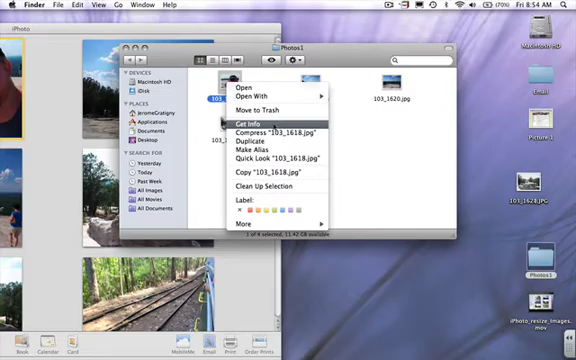 Finder File Edit View Go Window Help (70%) Fri 8:54 AM
iPhoto
Photos1
DEVICES
Macintosh HD
iDisk
PLACES
JeromeGratigny
Applications
Documents
Desktop
SEARCH FOR
Yesterday
Today
Past Week
All Images
All Movies
All Documents
103_1620.jpg
Open
Open With
Move to Trash
Get Info
Compress "103_1618.jpg"
Duplicate
Make Alias
Quick Look "103_1618.jpg"
Copy "103_1618.jpg"
Clean Up Selection
Label:
More
1 of 4 selected, 11.42 GB available
Macintosh HD
Email
Picture 1
103_1628.JPG
Photos1
iPhoto_resize_Images.
mov
Book Calendar Card MobileMe Email Print Order Prints